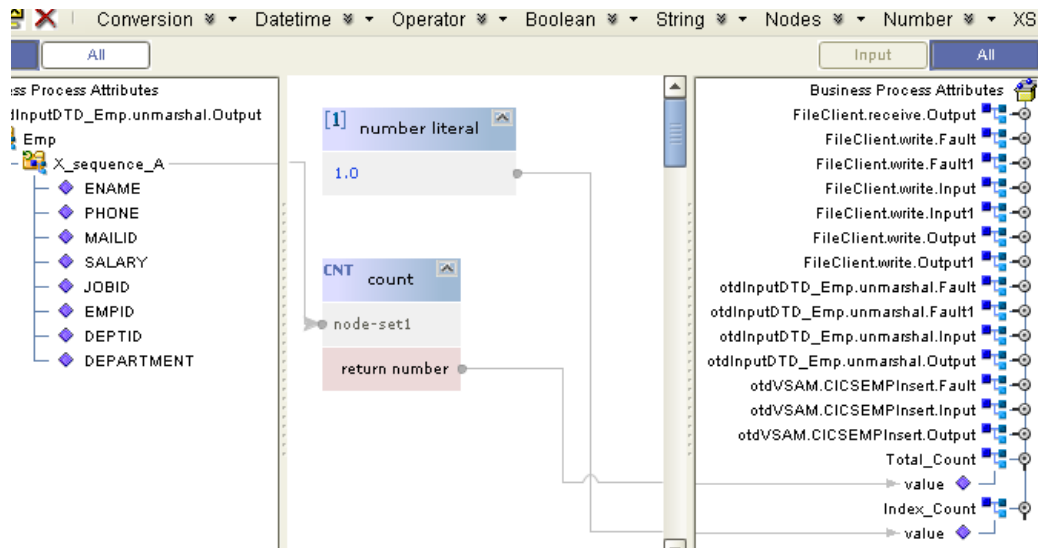 Conversion Datetime Operator Boolean String Nodes Number XS
All
Input
All
ess Process Attributes
dInputDTD_Emp.unmarshal.Output
Emp
X_sequence_A
ENAME
PHONE
MAILID
SALARY
JOBID
EMPID
DEPTID
DEPARTMENT
[1] number literal
1.0
CNT count
node-set1
return number
Business Process Attributes
FileClient.receive.Output
FileClient.write.Fault
FileClient.write.Fault1
FileClient.write.Input
FileClient.write.Input1
FileClient.write.Output
FileClient.write.Output1
otdInputDTD_Emp.unmarshal.Fault
otdInputDTD_Emp.unmarshal.Fault1
otdInputDTD_Emp.unmarshal.Input
otdInputDTD_Emp.unmarshal.Output
otdVSAM.CICSEMPInsert.Fault
otdVSAM.CICSEMPInsert.Input
otdVSAM.CICSEMPInsert.Output
Total_Count
value
Index_Count
value